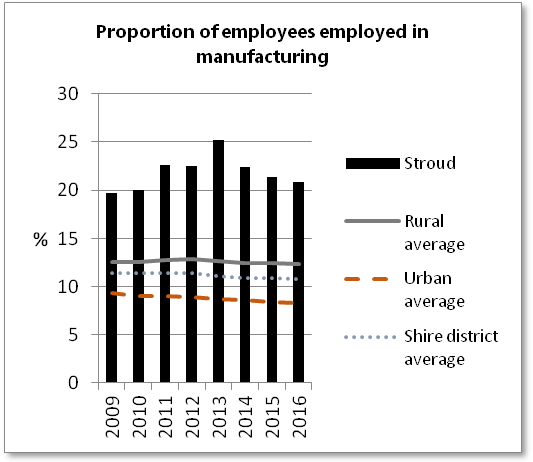 Proportion of employees employed in
manufacturing
30
25
20
15
10
5
0
%
2009
2010
2011
2012
2013
2014
2015
2016
Stroud
Rural
average
Urban
average
Shire district
average